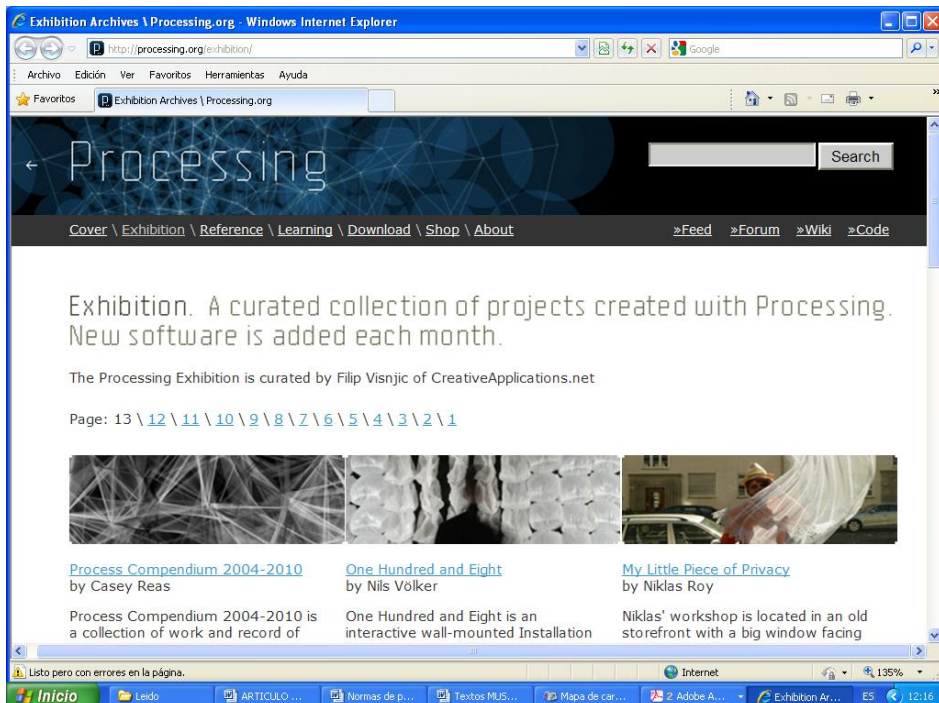 Exhibition Archives \ Processing.org - Windows Internet Explorer
http://processing.org/exhibition/
Google
Archivo Edición Ver Favoritos Herramientas Ayuda
Favoritos
Exhibition Archives \ Processing.org
Processing
Search
Cover \ Exhibition \ Reference \ Learning \ Download \ Shop \ About
»Feed »Forum »Wiki »Code
Exhibition. A curated collection of projects created with Processing.
New software is added each month.
The Processing Exhibition is curated by Filip Visnjic of CreativeApplications.net
Page: 13 \ 12 \ 11 \ 10 \ 9 \ 8 \ 7 \ 6 \ 5 \ 4 \ 3 \ 2 \ 1
Process Compendium 2004-2010
by Casey Reas
Process Compendium 2004-2010 is
a collection of work and record of
One Hundred and Eight
by Nils Völker
One Hundred and Eight is an
interactive wall-mounted Installation
My Little Piece of Privacy
by Niklas Roy
Niklas' workshop is located in an old
storefront with a big window facing
Listo pero con errores en la página.
Internet
135%
Inicio
Leido
ARTICULO ...
Normas de p...
Textos MUS...
Mapa de car...
2 Adobe A...
Exhibition Ar...
ES
12:16